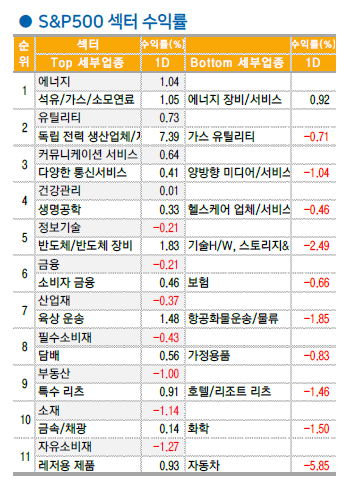 ● S&P500 섹터 수익률
순위 섹터 수익률(%) 수익률(%)
Top 세부업종 1D Bottom 세부업종 1D
1 에너지 1.04
석유/가스/소모연료 1.05 에너지 장비/서비스 0.92
2 유틸리티 0.73
독립 전력 생산업체/ 7.39 가스 유틸리티 -0.71
3 커뮤니케이션 서비스 0.64
다양한 통신서비스 0.41 양방향 미디어/서비스 -1.04
4 건강관리 0.01
생명공학 0.33 헬스케어 업체/서비스 -0.46
5 정보기술 -0.21
반도체/반도체 장비 1.83 기술H/W, 스토리지& -2.49
6 금융 -0.21
소비자 금융 0.46 보험 -0.66
7 산업재 -0.37
육상 운송 1.48 항공화물운송/물류 -1.85
8 필수소비재 -0.43
담배 0.56 가정용품 -0.83
9 부동산 -1.00
특수 리츠 0.91 호텔/리조트 리츠 -1.46
10 소재 -1.14
금속/채광 0.14 화학 -1.50
11 자유소비재 -1.27
레저용 제품 0.93 자동차 -5.85